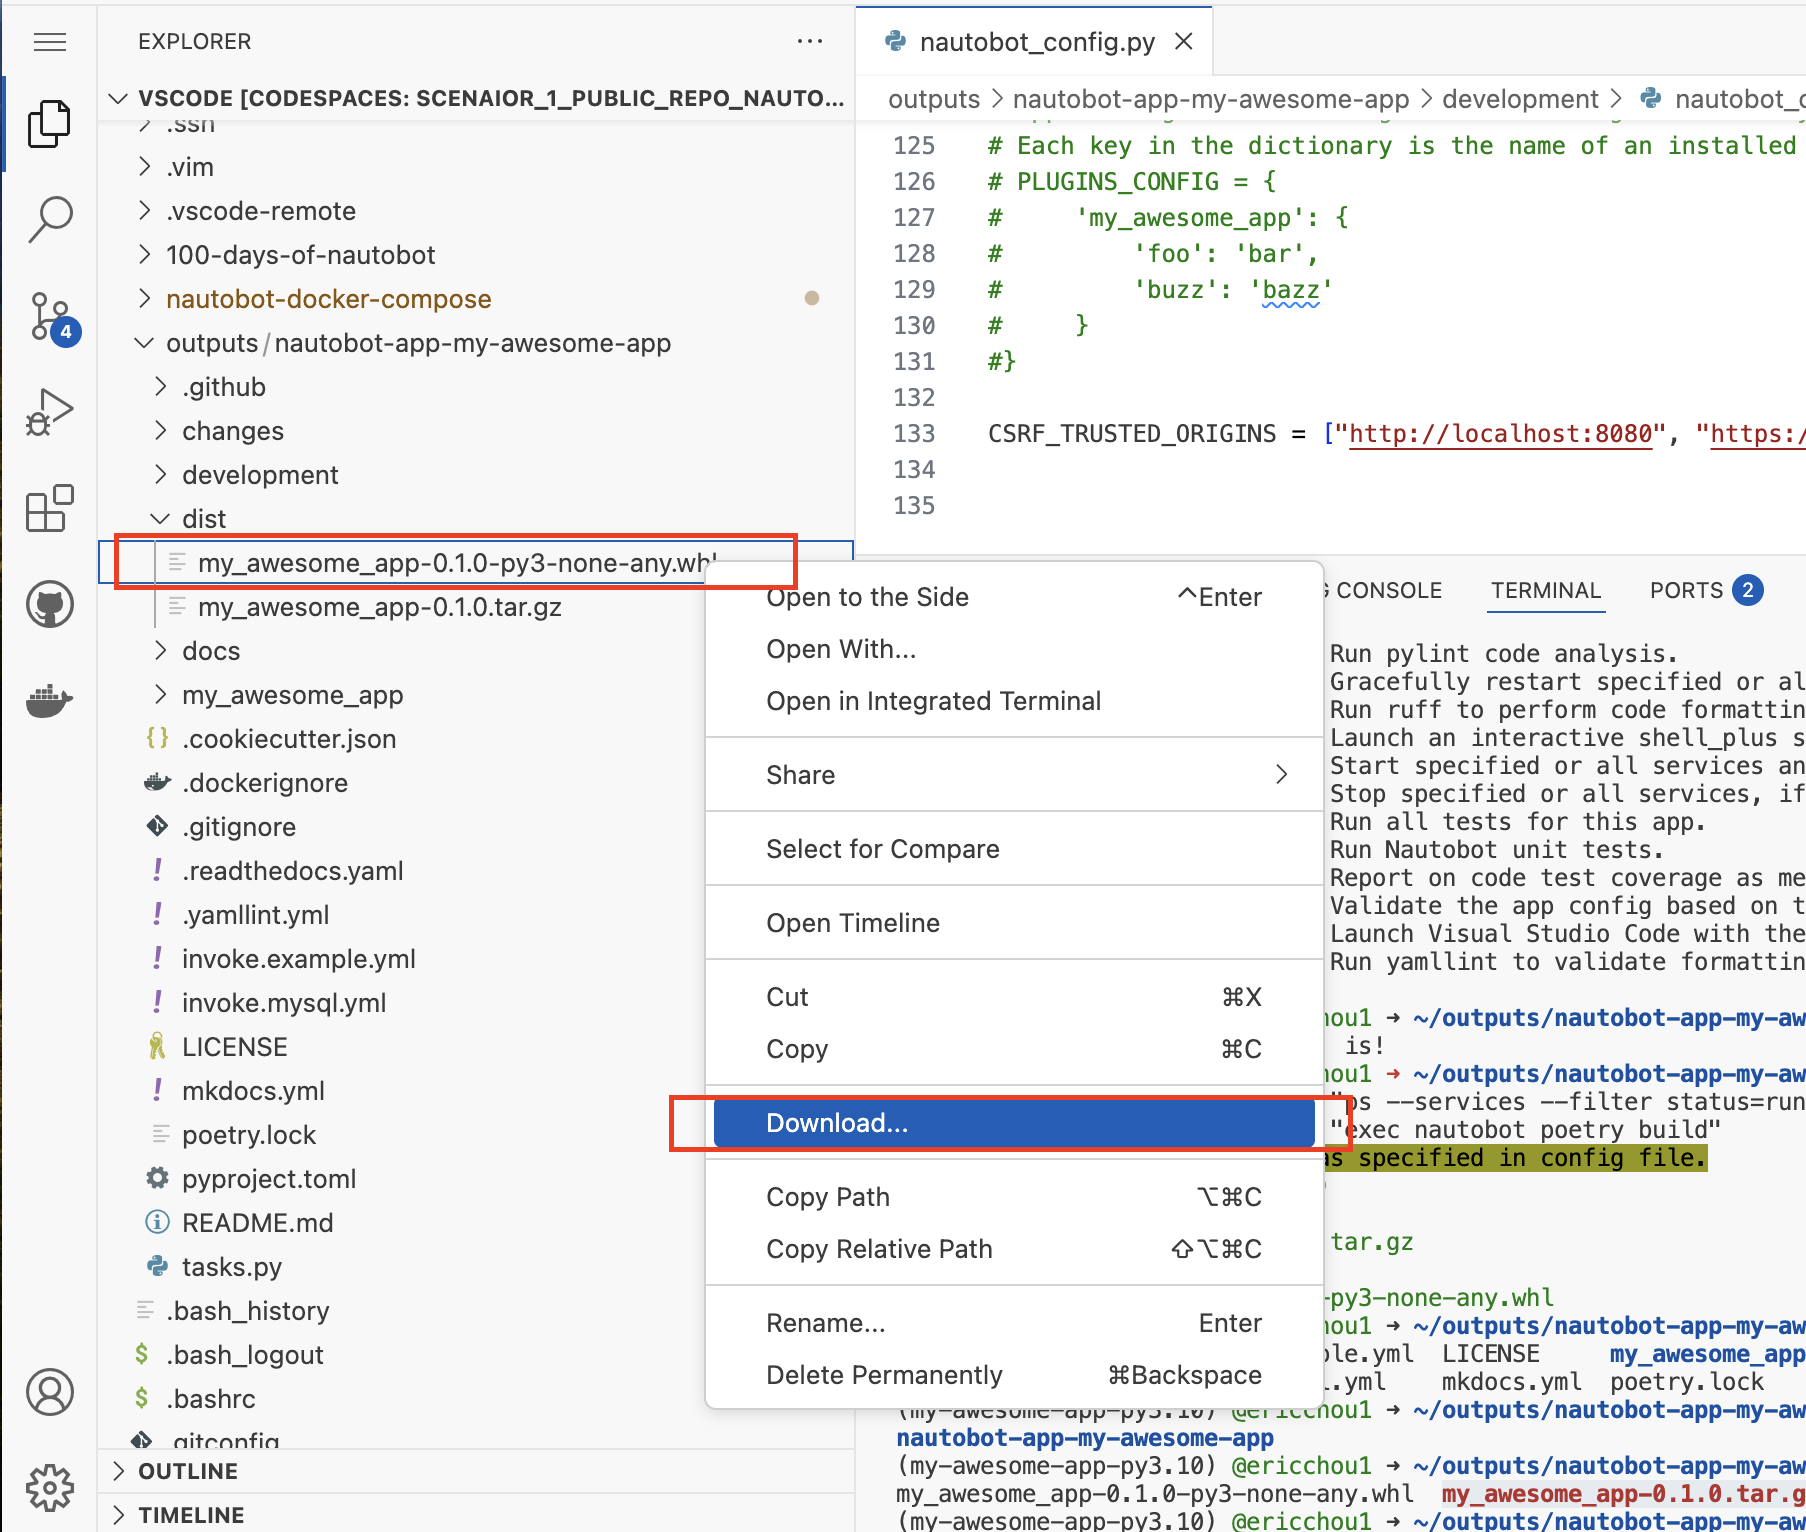 EXPLORER
VSCODE [CODESPACES: SCENAIOR_1_PUBLIC_REPO_NAUTO...
.ssh
.vim
.vscode-remote
100-days-of-nautobot
nautobot-docker-compose
outputs/nautobot-app-my-awesome-app
.github
changes
development
dist
my_awesome_app-0.1.0-py3-none-any.whl
my_awesome_app-0.1.0.tar.gz
docs
my_awesome_app
.cookiecutter.json
.dockerignore
.gitignore
.readthedocs.yaml
.yamllint.yml
invoke.example.yml
invoke.mysql.yml
LICENSE
mkdocs.yml
poetry.lock
pyproject.toml
README.md
tasks.py
.bash_history
.bash_logout
.bashrc
.gitconfig
OUTLINE
TIMELINE
4
nautobot_config.py
outputs > nautobot-app-my-awesome-app > development > nautobot_c
125 # Each key in the dictionary is the name of an installed
126 # PLUGINS_CONFIG = {
127 #     'my_awesome_app': {
128 #         'foo': 'bar',
129 #         'buzz': 'bazz'
130 #     }
131 #}
132
133 CSRF_TRUSTED_ORIGINS = ["http://localhost:8080", "https:/
134
135
Open to the Side ^Enter
Open With...
Open in Integrated Terminal
Share
Select for Compare
Open Timeline
Cut ⌘X
Copy ⌘C
Download...
Copy Path ⌥⌘C
Copy Relative Path ⇧⌥⌘C
Rename... Enter
Delete Permanently ⌘Backspace
CONSOLE TERMINAL PORTS 2
Run pylint code analysis.
Gracefully restart specified or al
Run ruff to perform code formattin
Launch an interactive shell_plus s
Start specified or all services an
Stop specified or all services, if
Run all tests for this app.
Run Nautobot unit tests.
Report on code test coverage as me
Validate the app config based on t
Launch Visual Studio Code with the
Run yamllint to validate formattin
hou1 → ~/outputs/nautobot-app-my-aw
is!
hou1 → ~/outputs/nautobot-app-my-aw
"ps --services --filter status=run
"exec nautobot poetry build"
as specified in config file.
tar.gz
-py3-none-any.whl
hou1 → ~/outputs/nautobot-app-my-aw
ple.yml LICENSE my_awesome_app
.yml mkdocs.yml poetry.lock
(my-awesome-app-py3.10) @ericchou1 → ~/outputs/nautobot-app-my-aw
nautobot-app-my-awesome-app
(my-awesome-app-py3.10) @ericchou1 → ~/outputs/nautobot-app-my-aw
my_awesome_app-0.1.0-py3-none-any.whl my_awesome_app-0.1.0.tar.g
(my-awesome-app-py3.10) @ericchou1 → ~/outputs/nautobot-app-my-aw